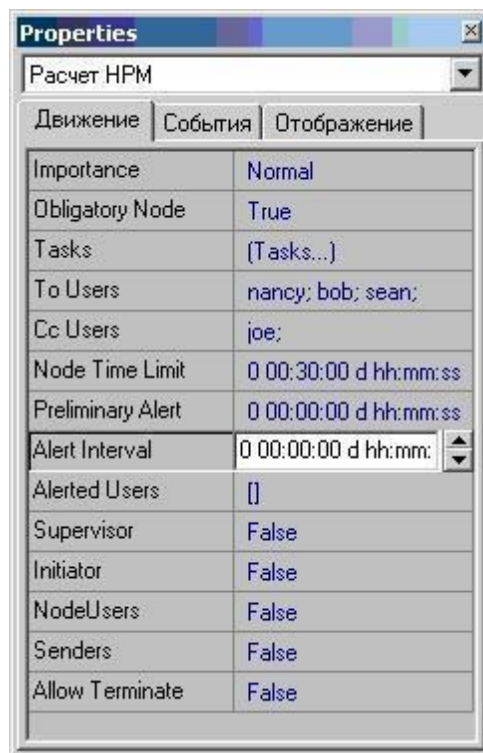 Properties
Расчет НРМ
Движение События Отображение
Importance Normal
Obligatory Node True
Tasks (Tasks...)
To Users nancy; bob; sean;
Cc Users joe;
Node Time Limit 0 00:30:00 d hh:mm:ss
Preliminary Alert 0 00:00:00 d hh:mm:ss
Alert Interval 0 00:00:00 d hh:mm:
Alerted Users []
Supervisor False
Initiator False
NodeUsers False
Senders False
Allow Terminate False